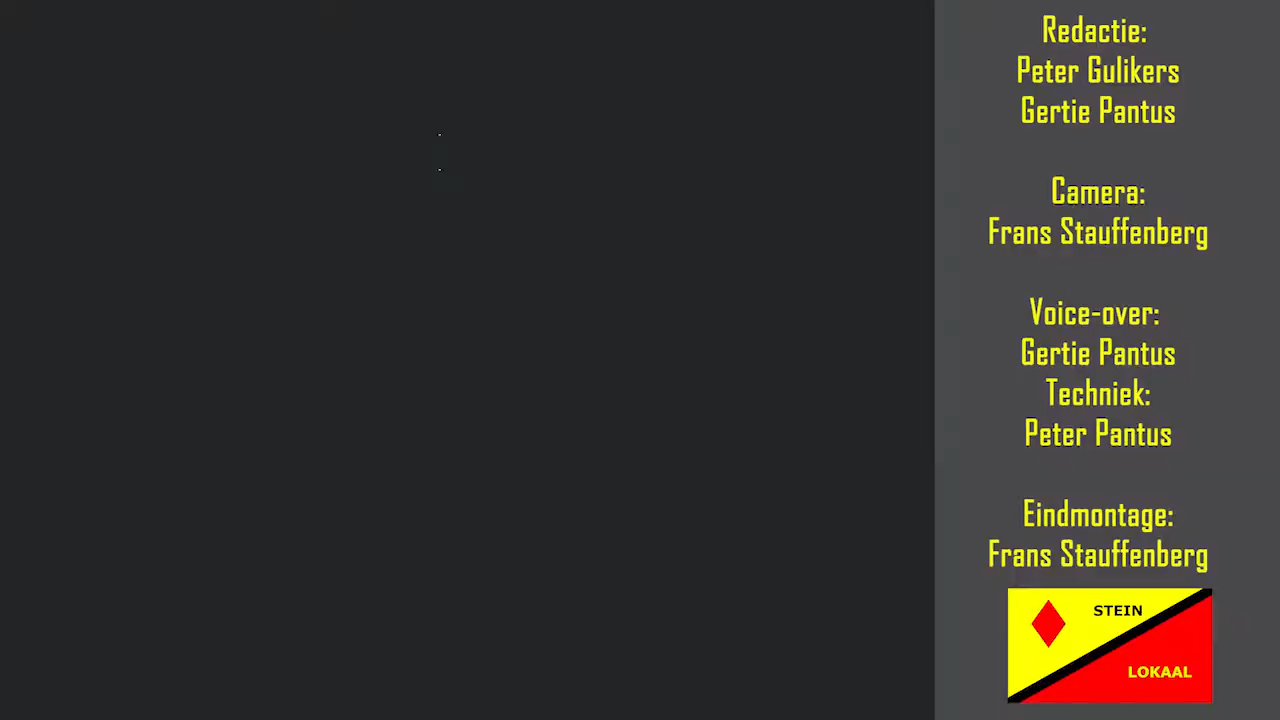 Redactie:
Peter Gulikers
Gertie Pantus
Camera:
Frans Stauffenberg
Voice-over:
Gertie Pantus
Techniek:
Peter Pantus
Eindmontage:
Frans Stauffenberg
STEIN
LOKAAL